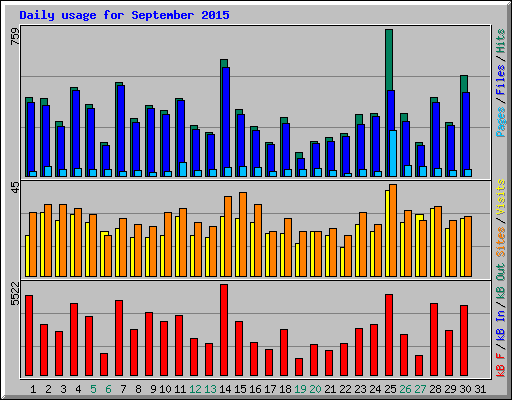 Daily usage for September 2015
759
Pages / Files / Hits
45
Sites / Visits
5522
kB F / kB In / kB Out
1 2 3 4 5 6 7 8 9 10 11 12 13 14 15 16 17 18 19 20 21 22 23 24 25 26 27 28 29 30 31